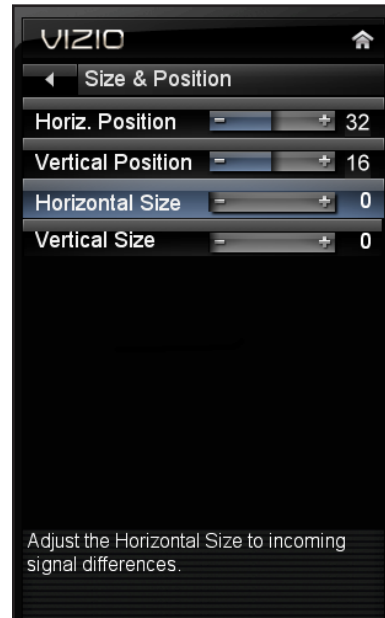 VIZIO
Size & Position
Horiz. Position - + 32
Vertical Position - + 16
Horizontal Size - + 0
Vertical Size - + 0
Adjust the Horizontal Size to incoming
signal differences.